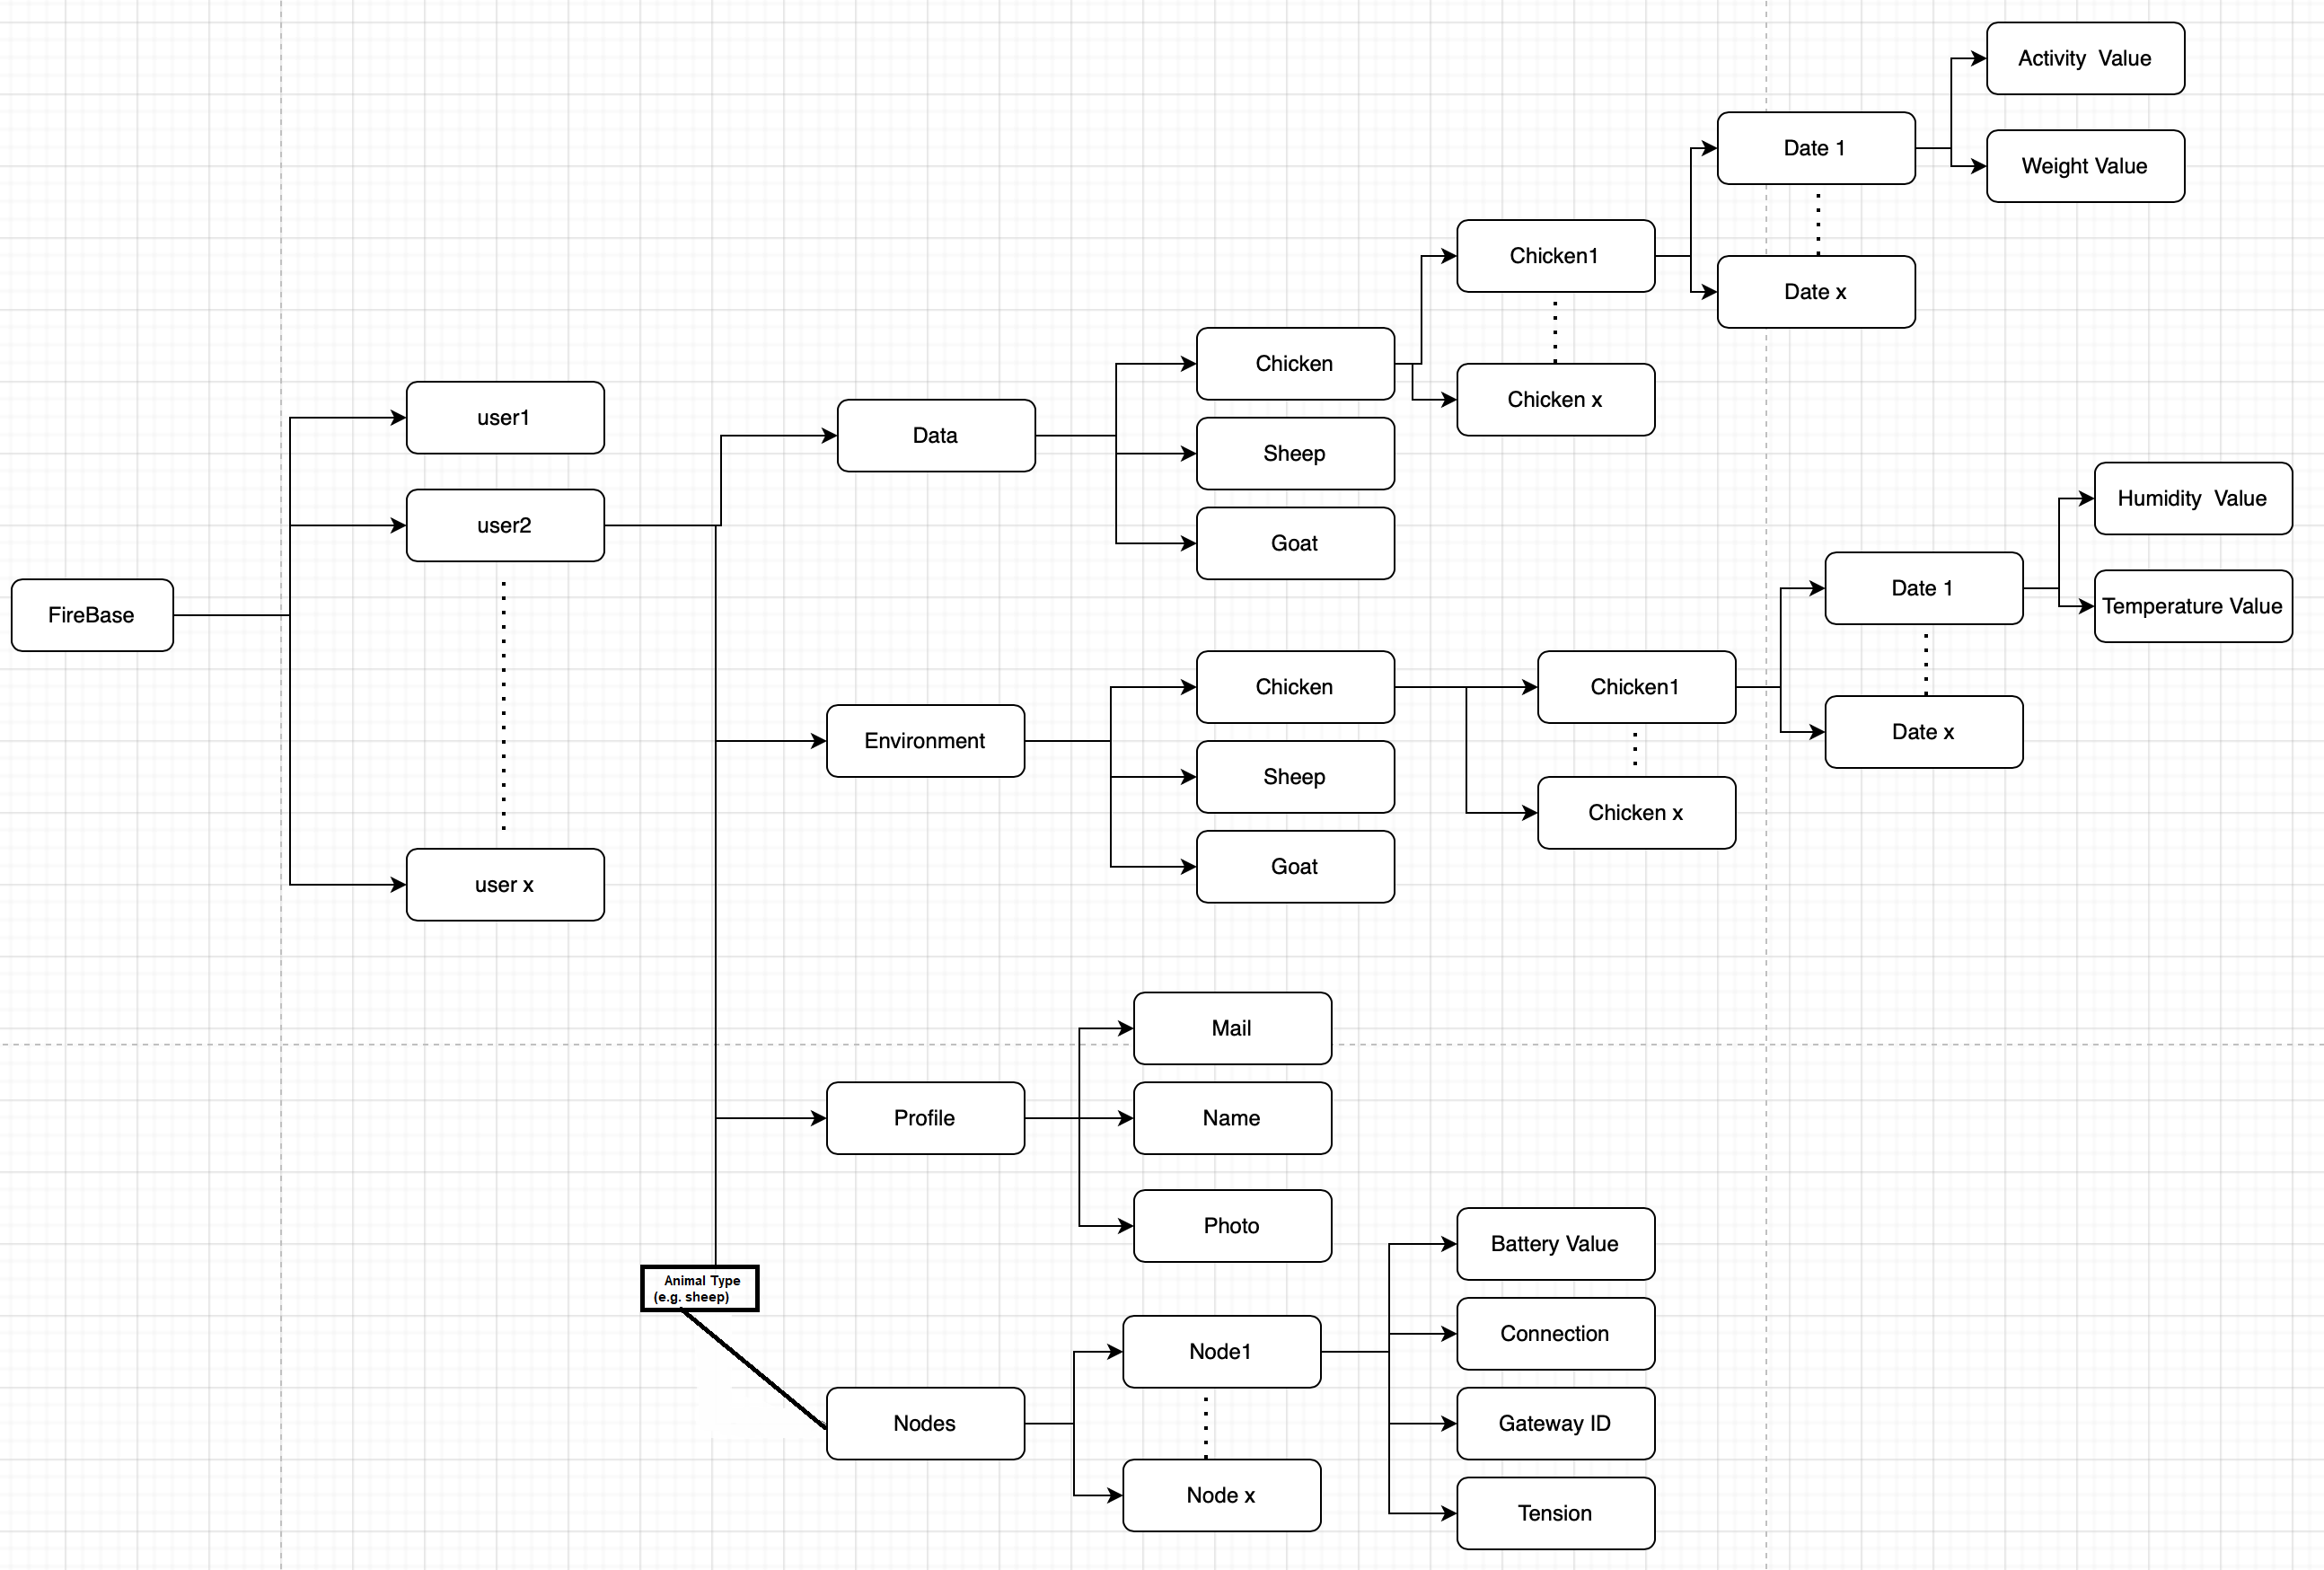 Activity  Value
Date 1
Weight Value
Chicken1
Date x
Chicken
Chicken x
user1
Data
Sheep
Humidity  Value
user2
Goat
Date 1
Temperature Value
FireBase
Chicken
Chicken1
Environment
Date x
Sheep
Chicken x
Goat
user x
Mail
Profile
Name
Photo
Battery Value
Animal Type
(e.g. sheep)
Connection
Node1
Nodes
Gateway ID
Node x
Tension